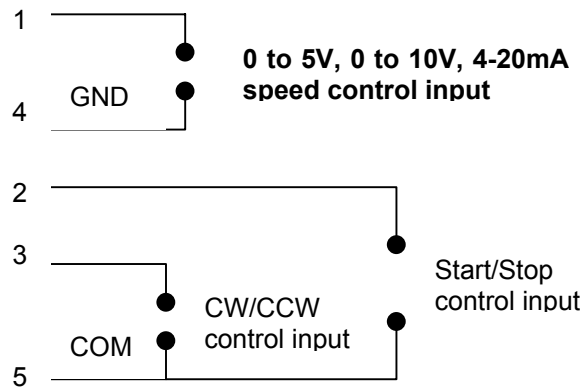 1
0 to 5V, 0 to 10V, 4-20mA
speed control input
GND
4
2
3
Start/Stop
control input
CW/CCW
control input
COM
5